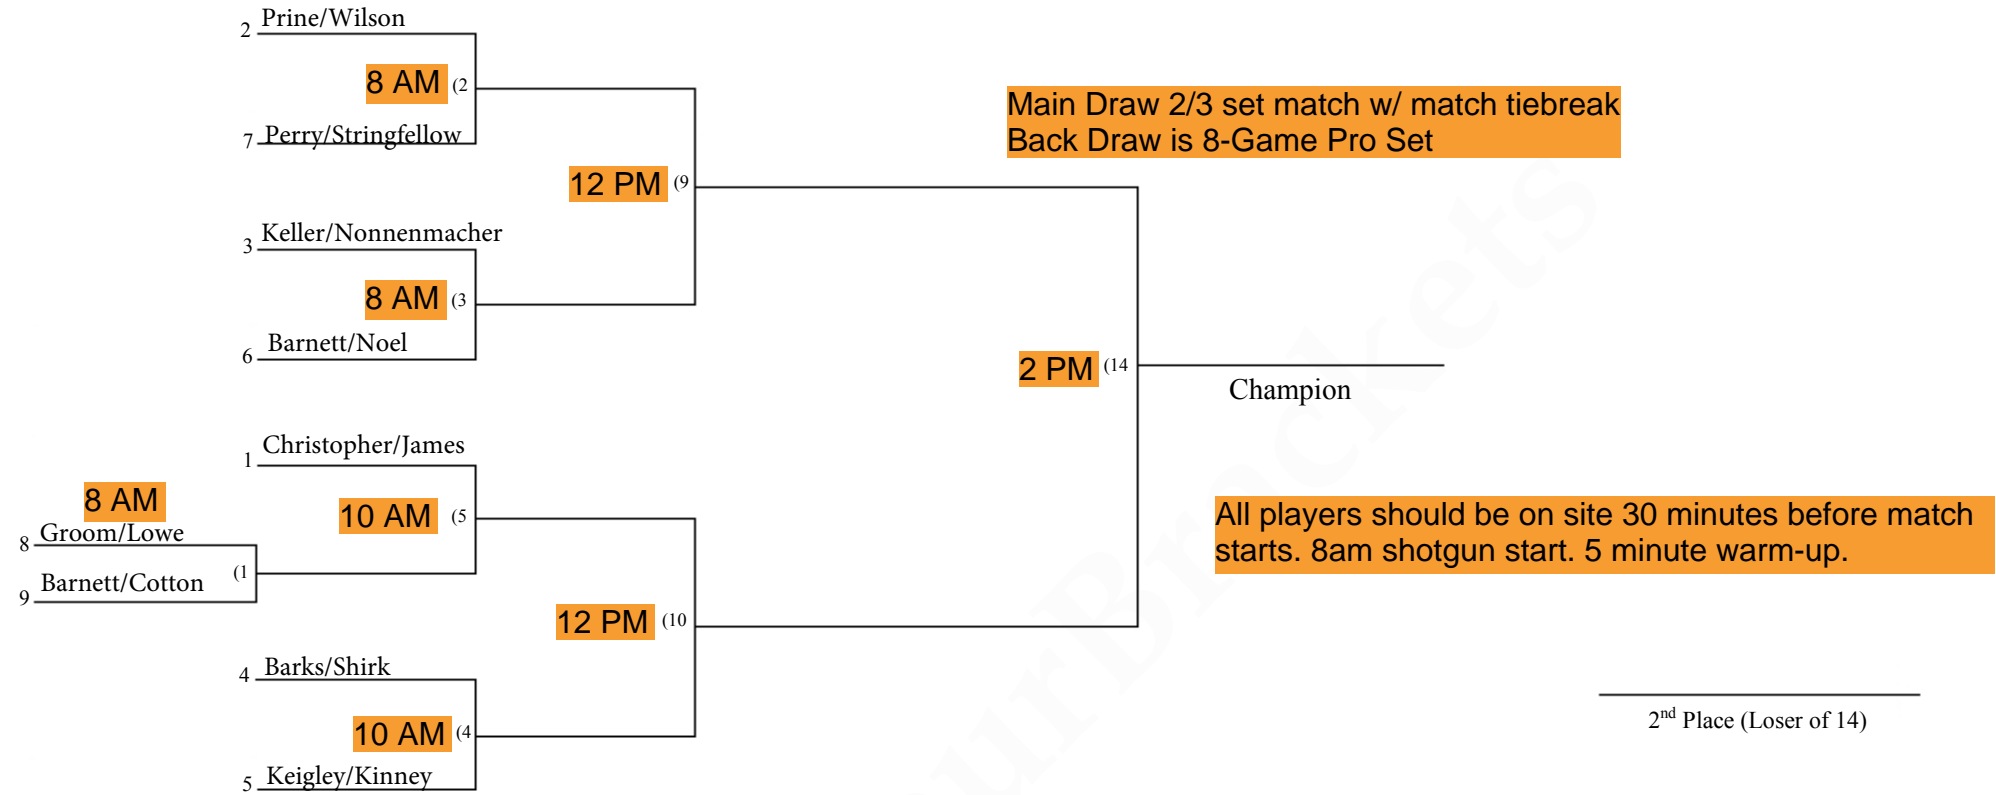 2 Prine/Wilson
8 AM (2
7 Perry/Stringfellow
Main Draw 2/3 set match w/ match tiebreak
Back Draw is 8-Game Pro Set
12 PM (9
3 Keller/Nonnenmacher
8 AM (3
6 Barnett/Noel
2 PM (14
Champion
1 Christopher/James
8 AM
10 AM (5
8 Groom/Lowe
(1
9 Barnett/Cotton
All players should be on site 30 minutes before match
starts. 8am shotgun start. 5 minute warm-up.
12 PM (10
4 Barks/Shirk
10 AM (4
5 Keigley/Kinney
2nd Place (Loser of 14)
urBrackets